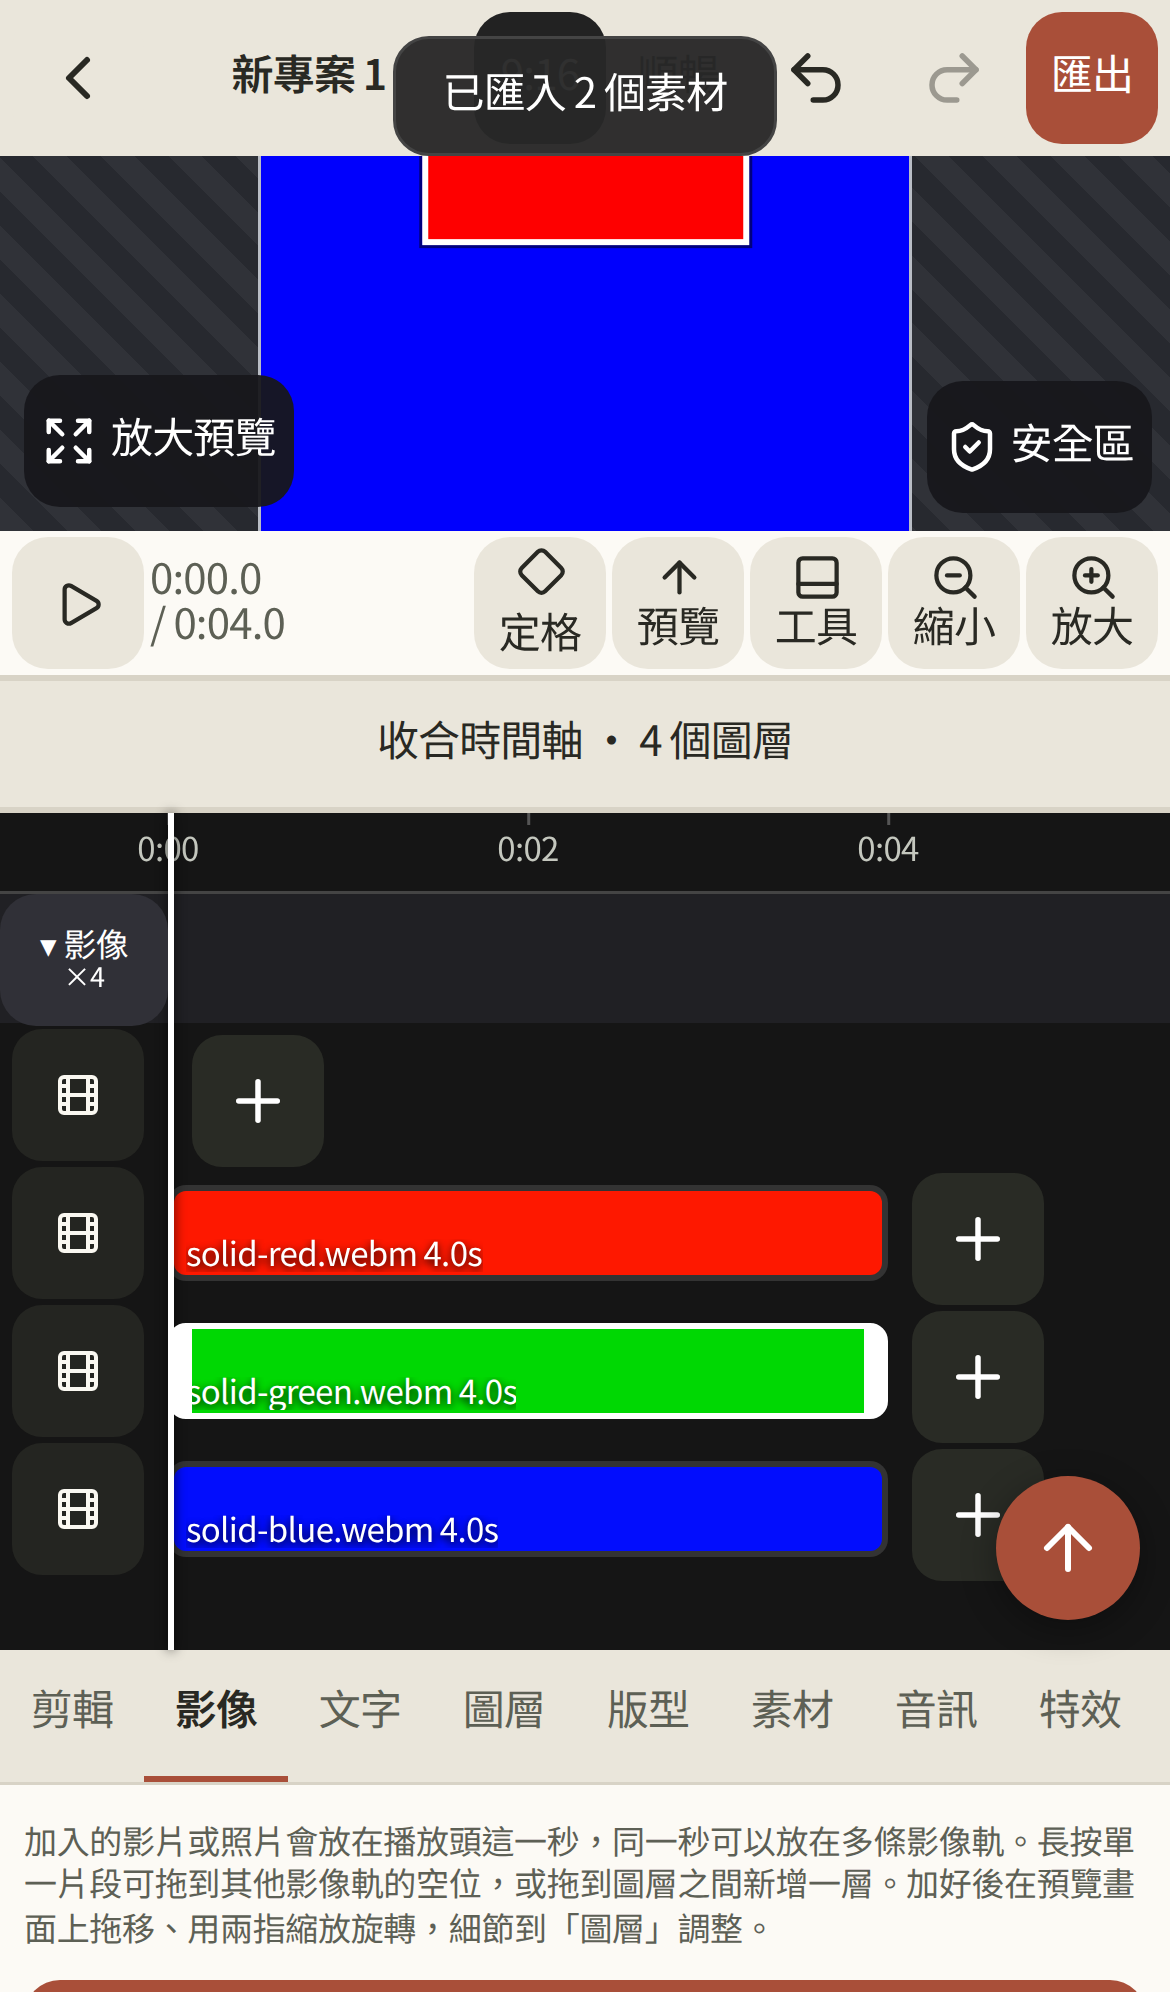 新專案 1
已匯入 2 個素材
匯出
放大預覽
安全區
0:00.0
/ 0:04.0
定格
預覽
工具
縮小
放大
收合時間軸 · 4 個圖層
0:00
0:02
0:04
▾ 影像
×4
solid-red.webm 4.0s
solid-green.webm 4.0s
solid-blue.webm 4.0s
剪輯
影像
文字
圖層
版型
素材
音訊
特效
加入的影片或照片會放在播放頭這一秒，同一秒可以放在多條影像軌。長按單
一片段可拖到其他影像軌的空位，或拖到圖層之間新增一層。加好後在預覽畫
面上拖移、用兩指縮放旋轉，細節到「圖層」調整。